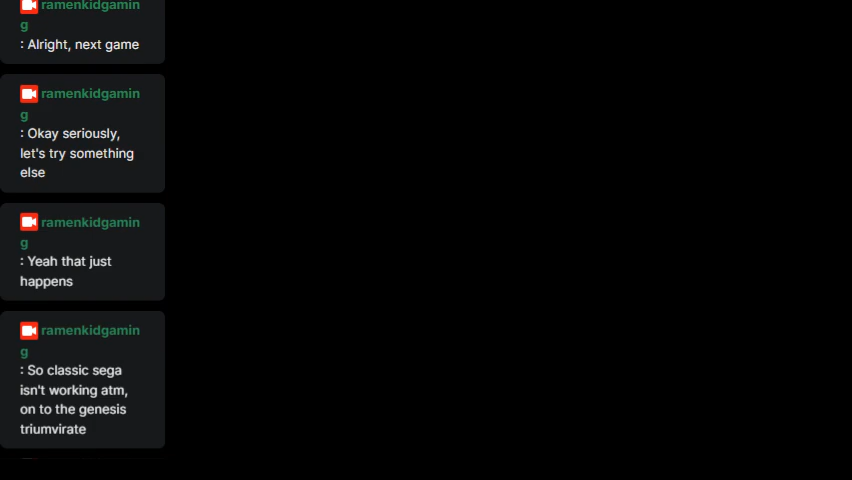 ramenkidgamin
g
: Alright, next game
ramenkidgamin
g
: Okay seriously,
let's try something
else
ramenkidgamin
g
: Yeah that just
happens
ramenkidgamin
g
: So classic sega
isn't working atm,
on to the genesis
triumvirate